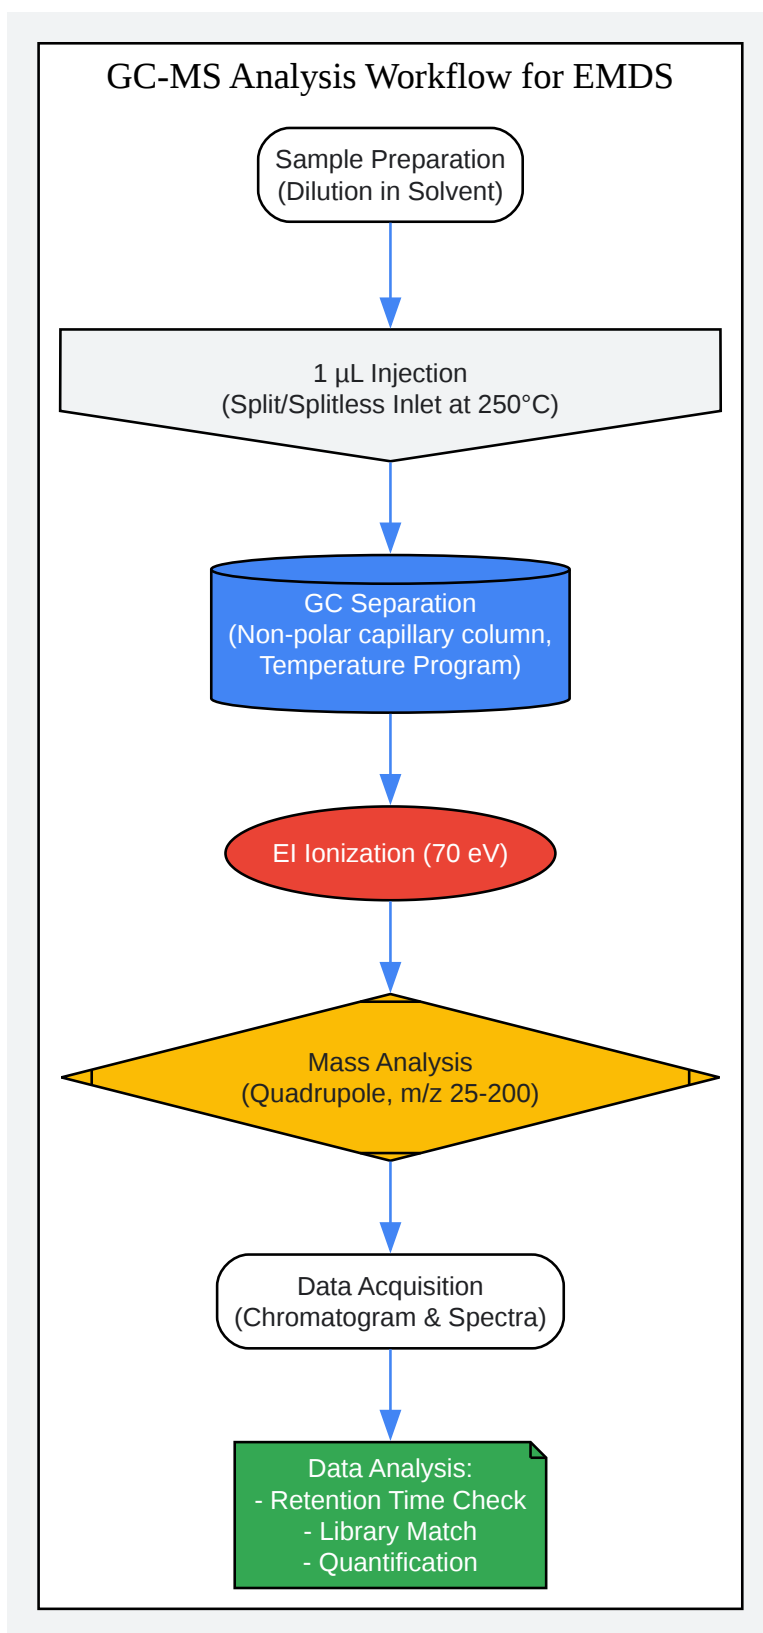 GC-MS Analysis Workflow for EMDS
Sample Preparation
(Dilution in Solvent)
1 µL Injection
(Split/Splitless Inlet at 250°C)
GC Separation
(Non-polar capillary column,
Temperature Program)
EI Ionization (70 eV)
Mass Analysis
(Quadrupole, m/z 25-200)
Data Acquisition
(Chromatogram & Spectra)
Data Analysis:
- Retention Time Check
- Library Match
- Quantification